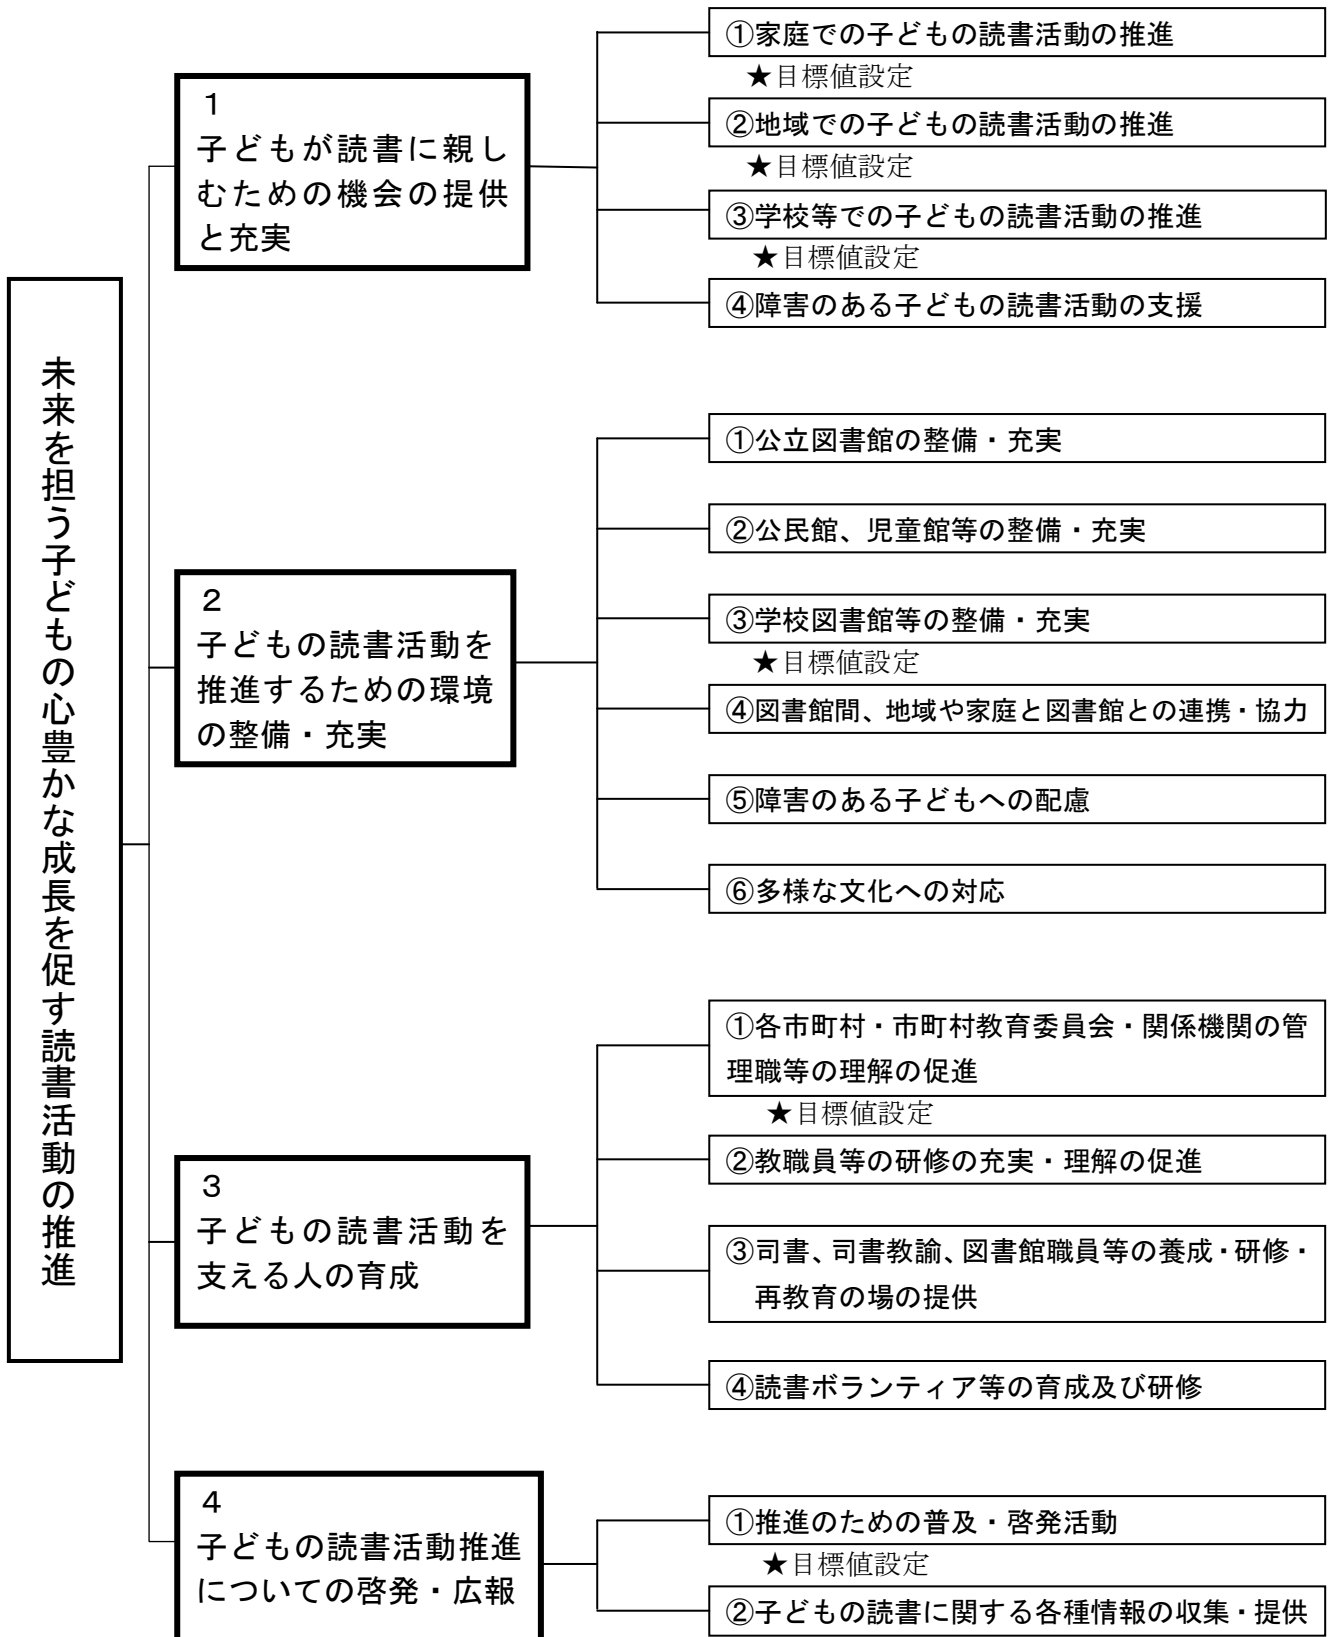 未来を担う子どもの心豊かな成長を促す読書活動の推進
１
子どもが読書に親し
むための機会の提供
と充実
①家庭での子どもの読書活動の推進
★目標値設定
②地域での子どもの読書活動の推進
★目標値設定
③学校等での子どもの読書活動の推進
★目標値設定
④障害のある子どもの読書活動の支援
２
子どもの読書活動を
推進するための環境
の整備・充実
①公立図書館の整備・充実
②公民館、児童館等の整備・充実
③学校図書館等の整備・充実
★目標値設定
④図書館間、地域や家庭と図書館との連携・協力
⑤障害のある子どもへの配慮
⑥多様な文化への対応
３
子どもの読書活動を
支える人の育成
①各市町村・市町村教育委員会・関係機関の管
理職等の理解の促進
★目標値設定
②教職員等の研修の充実・理解の促進
③司書、司書教諭、図書館職員等の養成・研修・
再教育の場の提供
④読書ボランティア等の育成及び研修
４
子どもの読書活動推進
についての啓発・広報
①推進のための普及・啓発活動
★目標値設定
②子どもの読書に関する各種情報の収集・提供